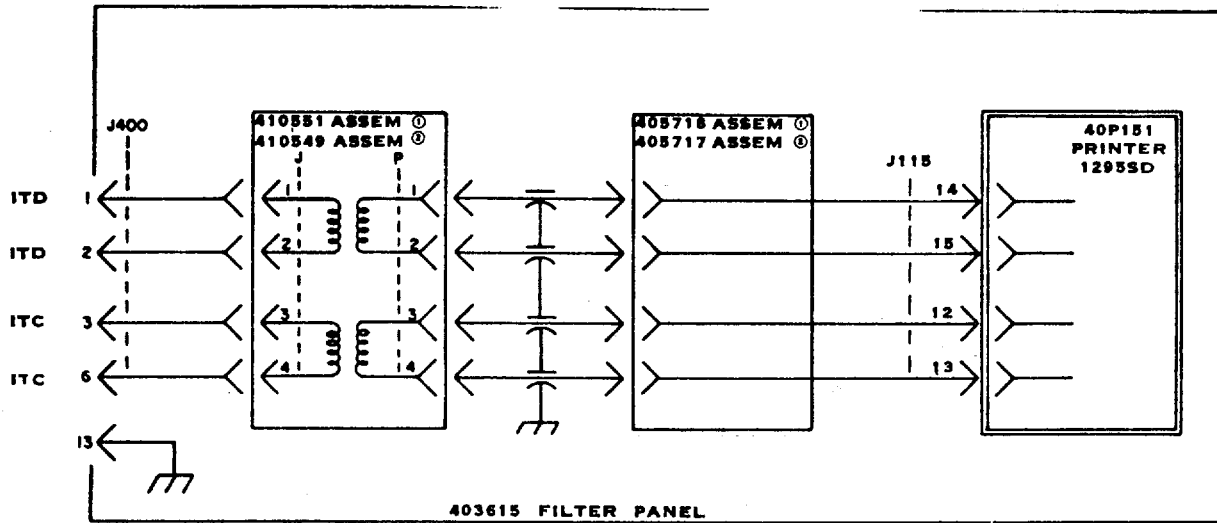 J400
410551 ASSEM ①
410549 ASSEM ②
J P
405718 ASSEM ①
405717 ASSEM ②
J115
40P151
PRINTER
1295SD
ITD 1 1 1 14
ITD 2 2 2 15
ITC 3 3 3 12
ITC 6 4 4 13
13
403615 FILTER PANEL